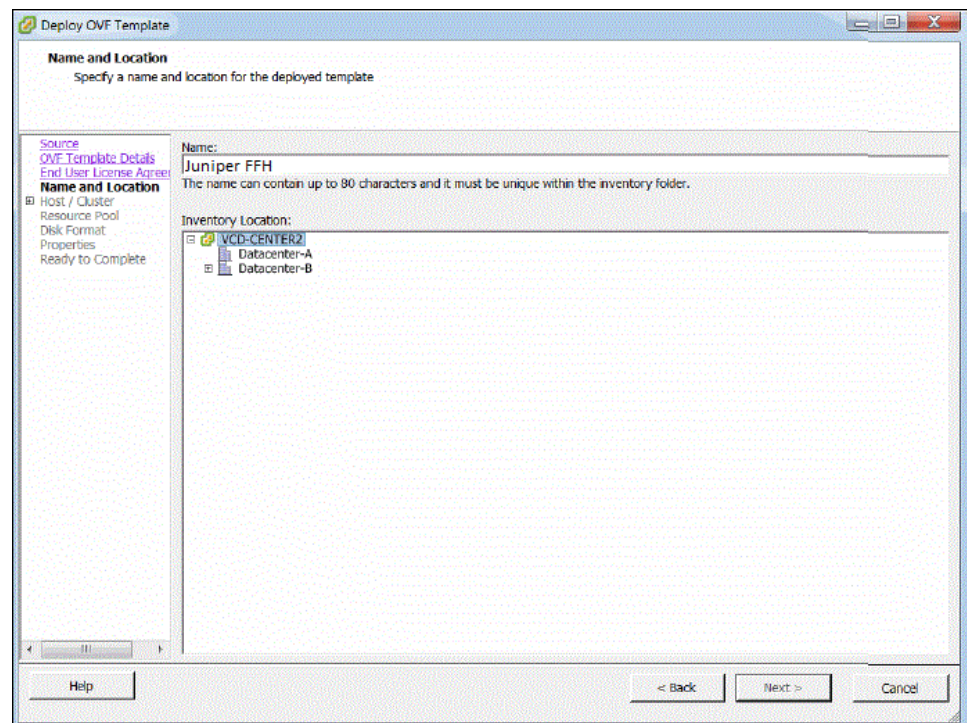 Deploy OVF Template
Name and Location
Specify a name and location for the deployed template
Source
OVF Template Details
End User License Agreer
Name and Location
Host / Cluster
Resource Pool
Disk Format
Properties
Ready to Complete
Name:
Juniper FFH
The name can contain up to 80 characters and it must be unique within the inventory folder.
Inventory Location:
VCD-CENTER2
Datacenter-A
Datacenter-B
Help
< Back
Next >
Cancel